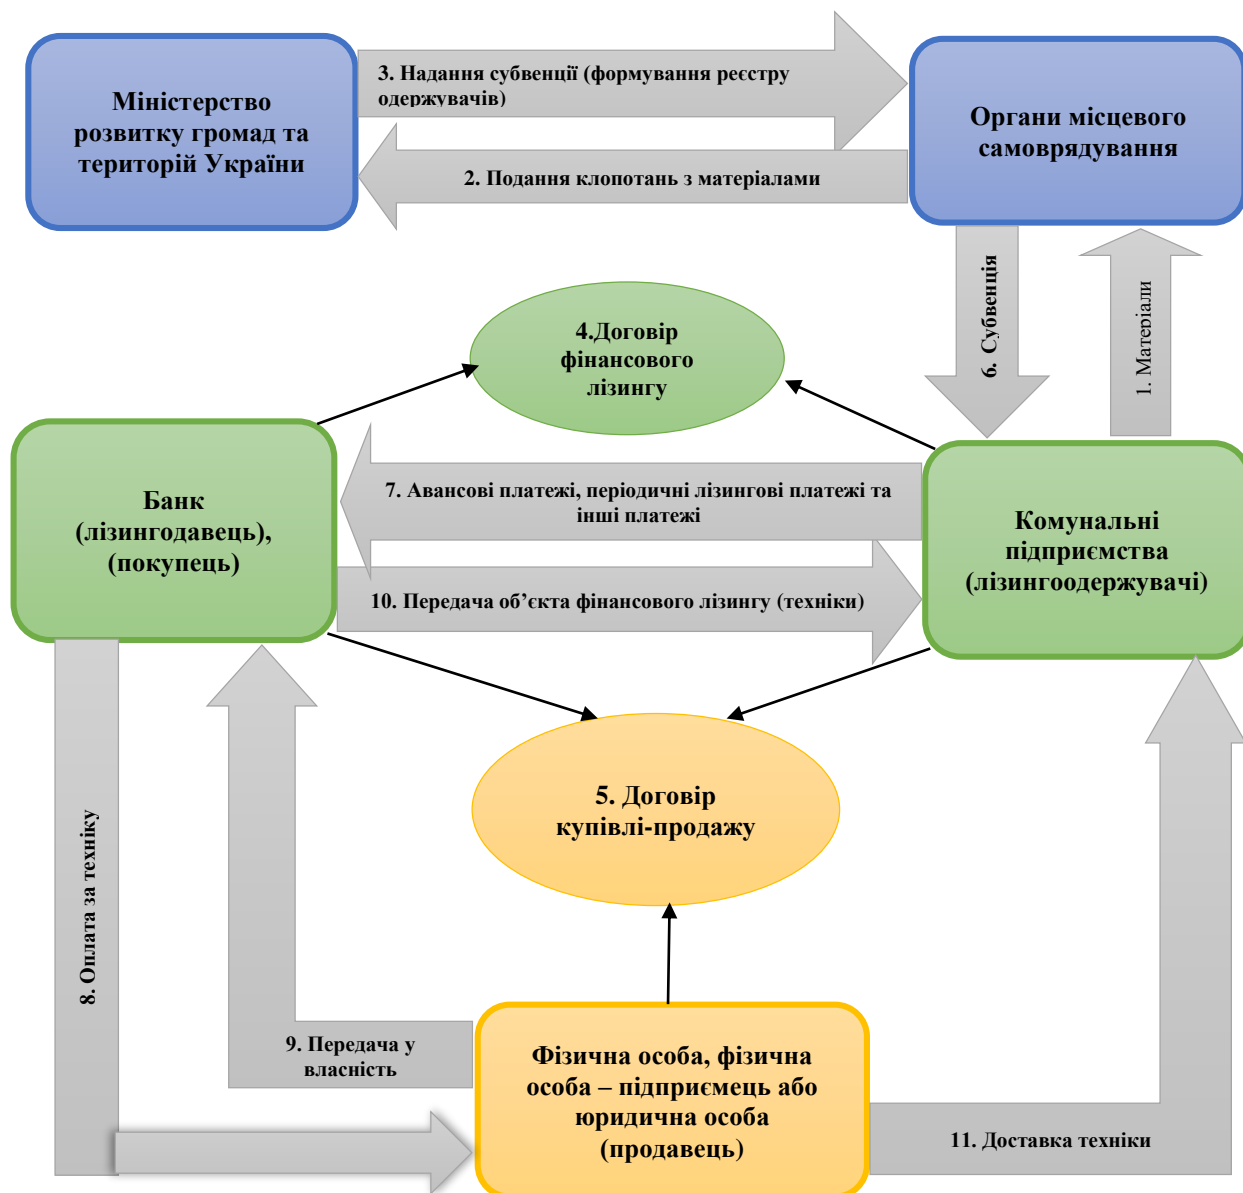 Міністерство
розвитку громад та
територій України
3. Надання субвенції (формування реєстру
одержувачів)
2. Подання клопотань з матеріалами
Органи місцевого
самоврядування
6. Субвенція
1. Матеріали
4.Договір
фінансового
лізингу
Банк
(лізингодавець),
(покупець)
7. Авансові платежі, періодичні лізингові платежі та
інші платежі
10. Передача об’єкта фінансового лізингу (техніки)
Комунальні
підприємства
(лізингоодержувачі)
5. Договір
купівлі-продажу
8. Оплата за техніку
9. Передача у
власність
Фізична особа, фізична
особа – підприємець або
юридична особа
(продавець)
11. Доставка техніки